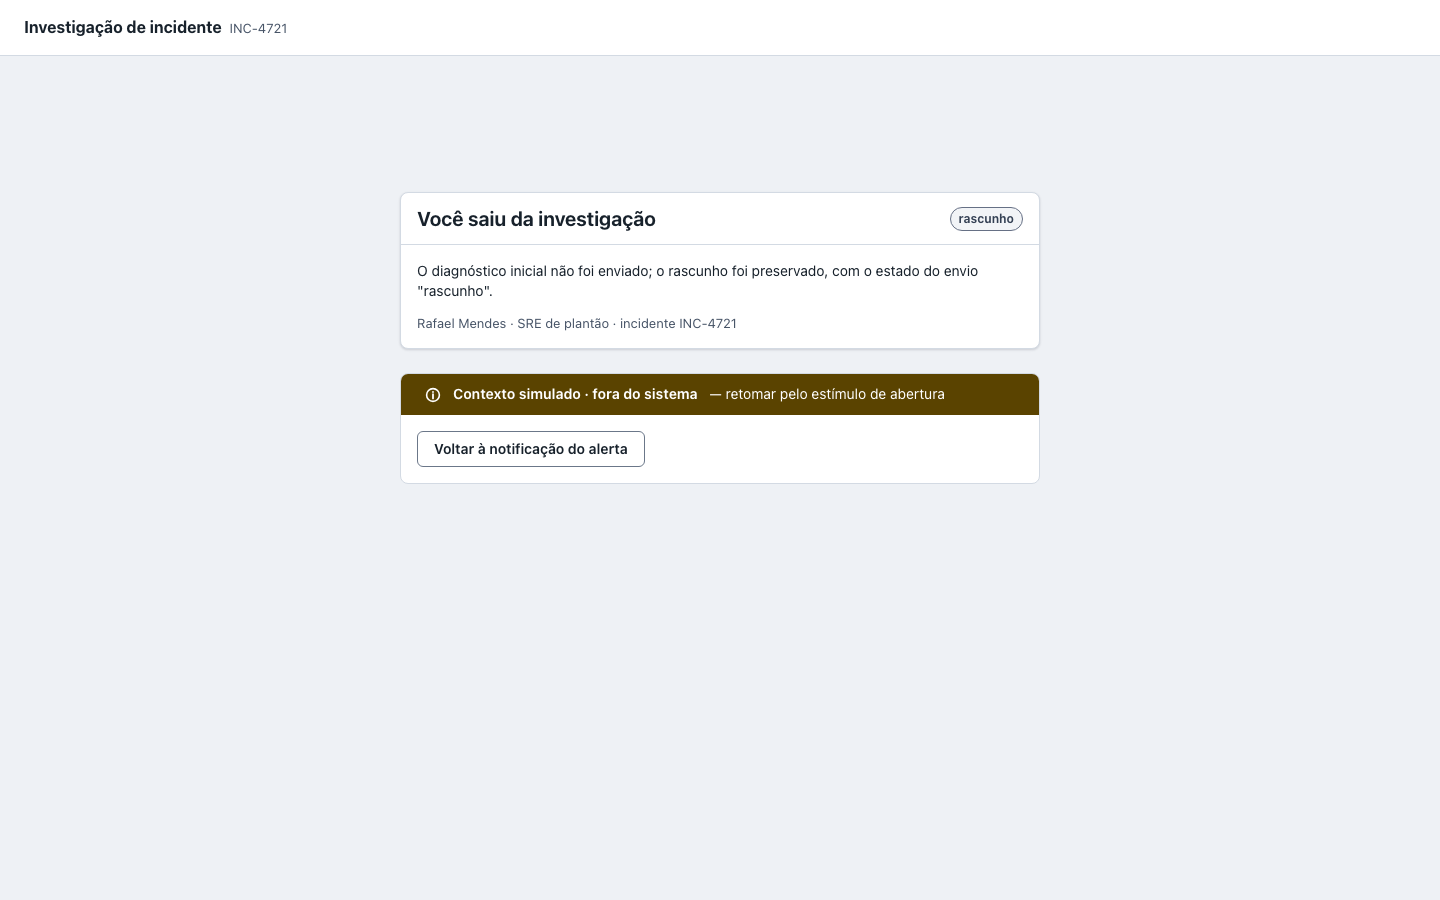 Investigação de incidente INC-4721
Você saiu da investigação
rascunho
O diagnóstico inicial não foi enviado; o rascunho foi preservado, com o estado do envio
"rascunho".
Rafael Mendes · SRE de plantão · incidente INC-4721
Contexto simulado · fora do sistema — retomar pelo estímulo de abertura
Voltar à notificação do alerta